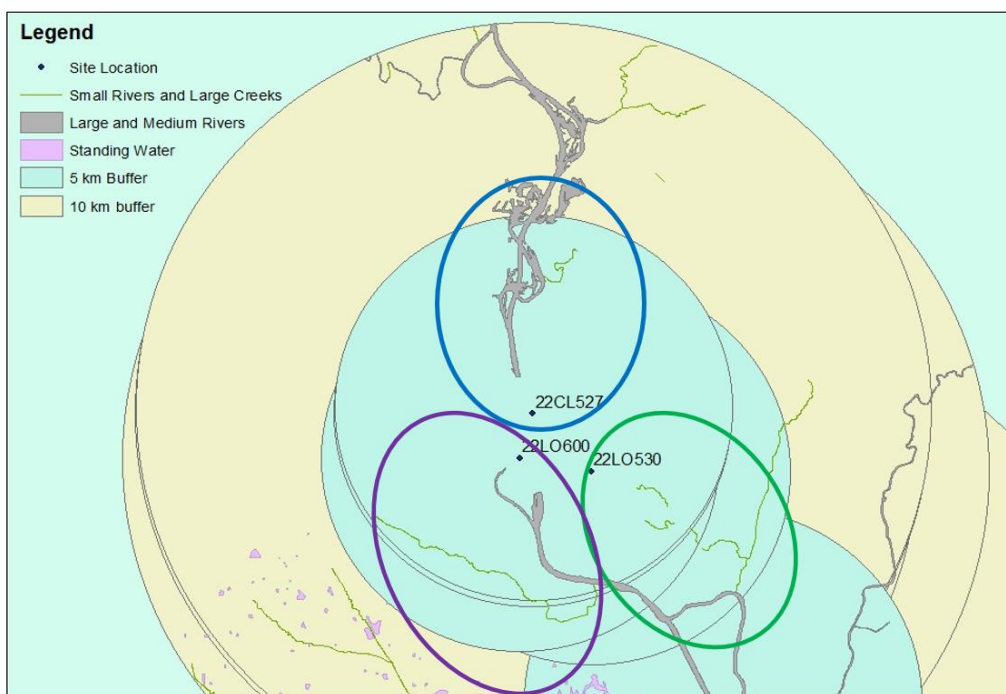 Legend
Site Location
Small Rivers and Large Creeks
Large and Medium Rivers
Standing Water
5 km Buffer
10 km buffer
22CL527
22LO600
22LO530